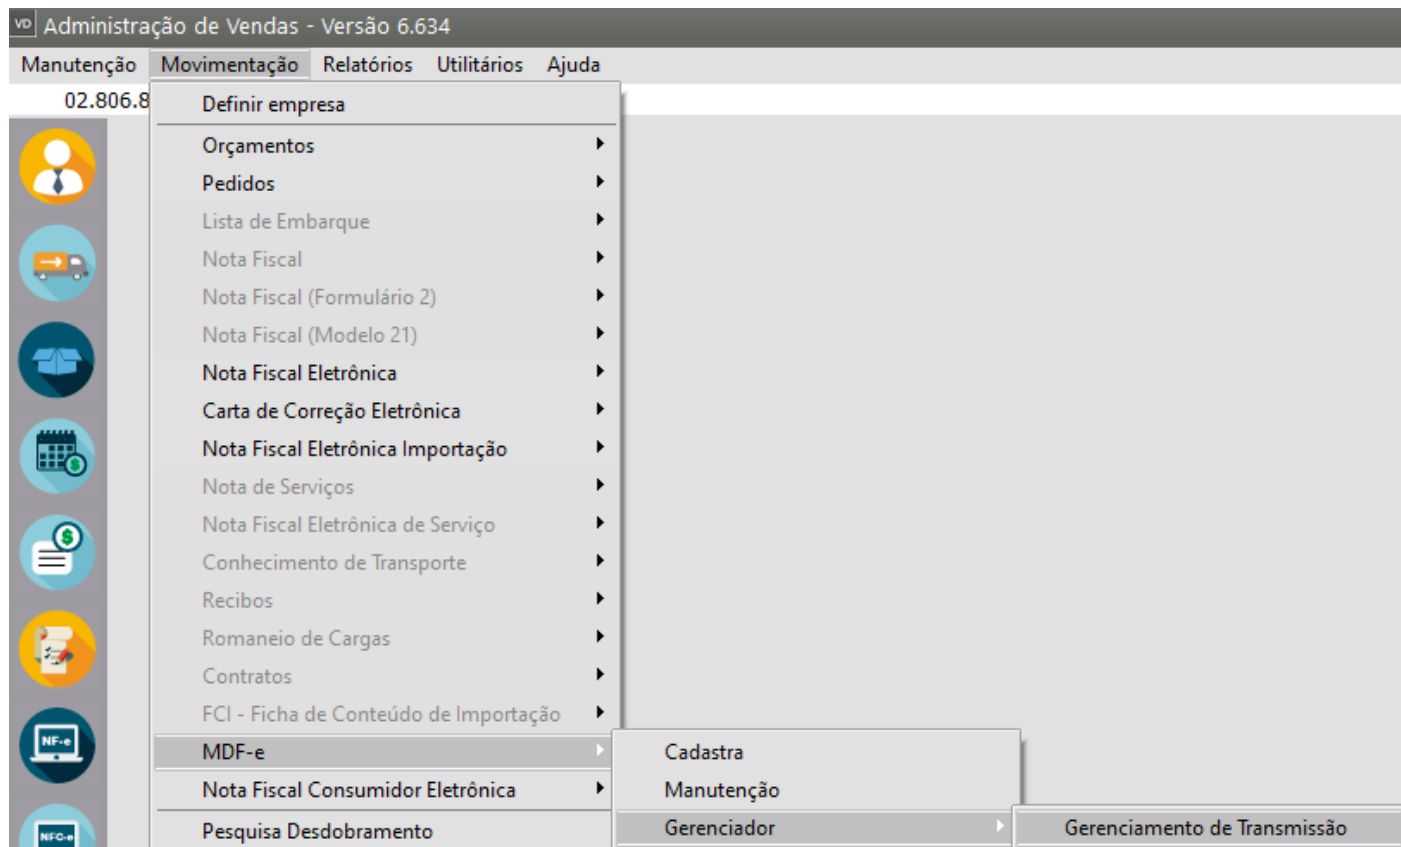 VD Administração de Vendas - Versão 6.634
Manutenção Movimentação Relatórios Utilitários Ajuda
02.806.8
Definir empresa
Orçamentos
Pedidos
Lista de Embarque
Nota Fiscal
Nota Fiscal (Formulário 2)
Nota Fiscal (Modelo 21)
Nota Fiscal Eletrônica
Carta de Correção Eletrônica
Nota Fiscal Eletrônica Importação
Nota de Serviços
Nota Fiscal Eletrônica de Serviço
Conhecimento de Transporte
Recibos
Romaneio de Cargas
Contratos
FCI - Ficha de Conteúdo de Importação
NF-e
MDF-e Cadastra
Nota Fiscal Consumidor Eletrônica Manutenção
NFC-e Pesquisa Desdobramento Gerenciador Gerenciamento de Transmissão